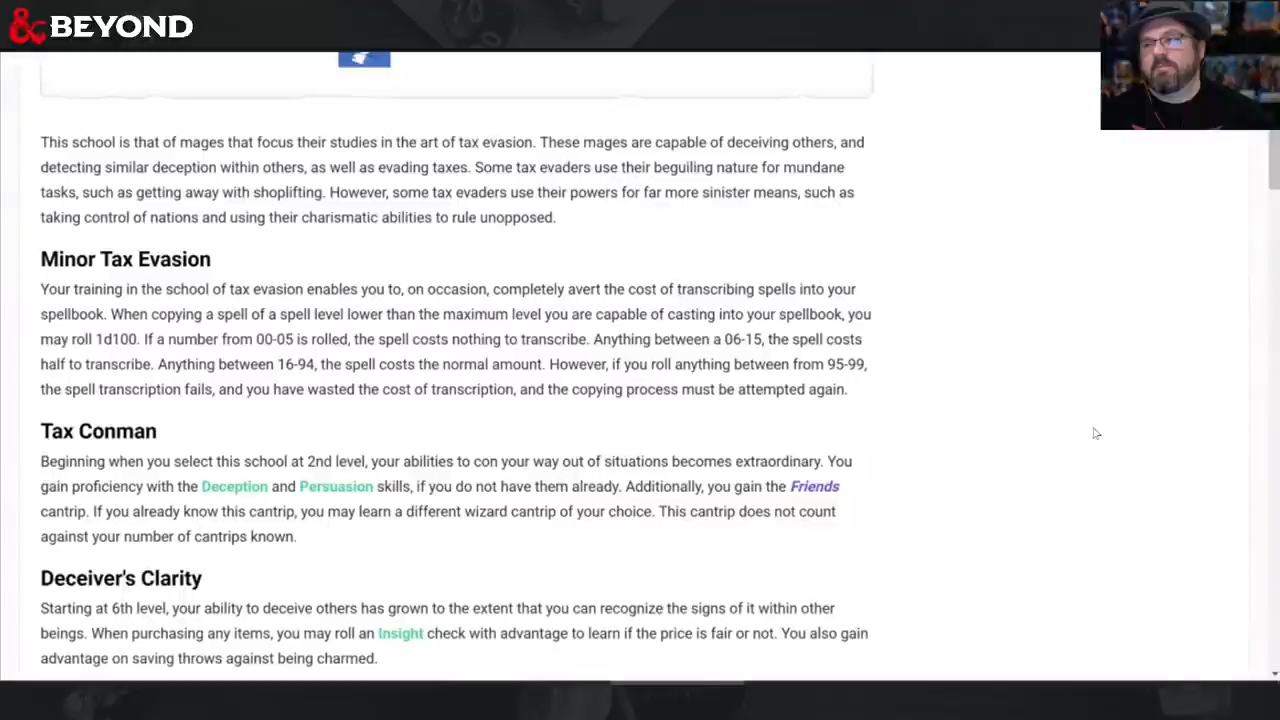 & BEYOND
This school is that of mages that focus their studies in the art of tax evasion. These mages are capable of deceiving others, and
detecting similar deception within others, as well as evading taxes. Some tax evaders use their beguiling nature for mundane
tasks, such as getting away with shoplifting. However, some tax evaders use their powers for far more sinister means, such as
taking control of nations and using their charismatic abilities to rule unopposed.
Minor Tax Evasion
Your training in the school of tax evasion enables you to, on occasion, completely avert the cost of transcribing spells into your
spellbook. When copying a spell of a spell level lower than the maximum level you are capable of casting into your spellbook, you
may roll 1d100. If a number from 00-05 is rolled, the spell costs nothing to transcribe. Anything between a 06-15, the spell costs
half to transcribe. Anything between 16-94, the spell costs the normal amount. However, if you roll anything between from 95-99,
the spell transcription fails, and you have wasted the cost of transcription, and the copying process must be attempted again.
Tax Conman
Beginning when you select this school at 2nd level, your abilities to con your way out of situations becomes extraordinary. You
gain proficiency with the Deception and Persuasion skills, if you do not have them already. Additionally, you gain the Friends
cantrip. If you already know this cantrip, you may learn a different wizard cantrip of your choice. This cantrip does not count
against your number of cantrips known.
Deceiver's Clarity
Starting at 6th level, your ability to deceive others has grown to the extent that you can recognize the signs of it within other
beings. When purchasing any items, you may roll an Insight check with advantage to learn if the price is fair or not. You also gain
advantage on saving throws against being charmed.